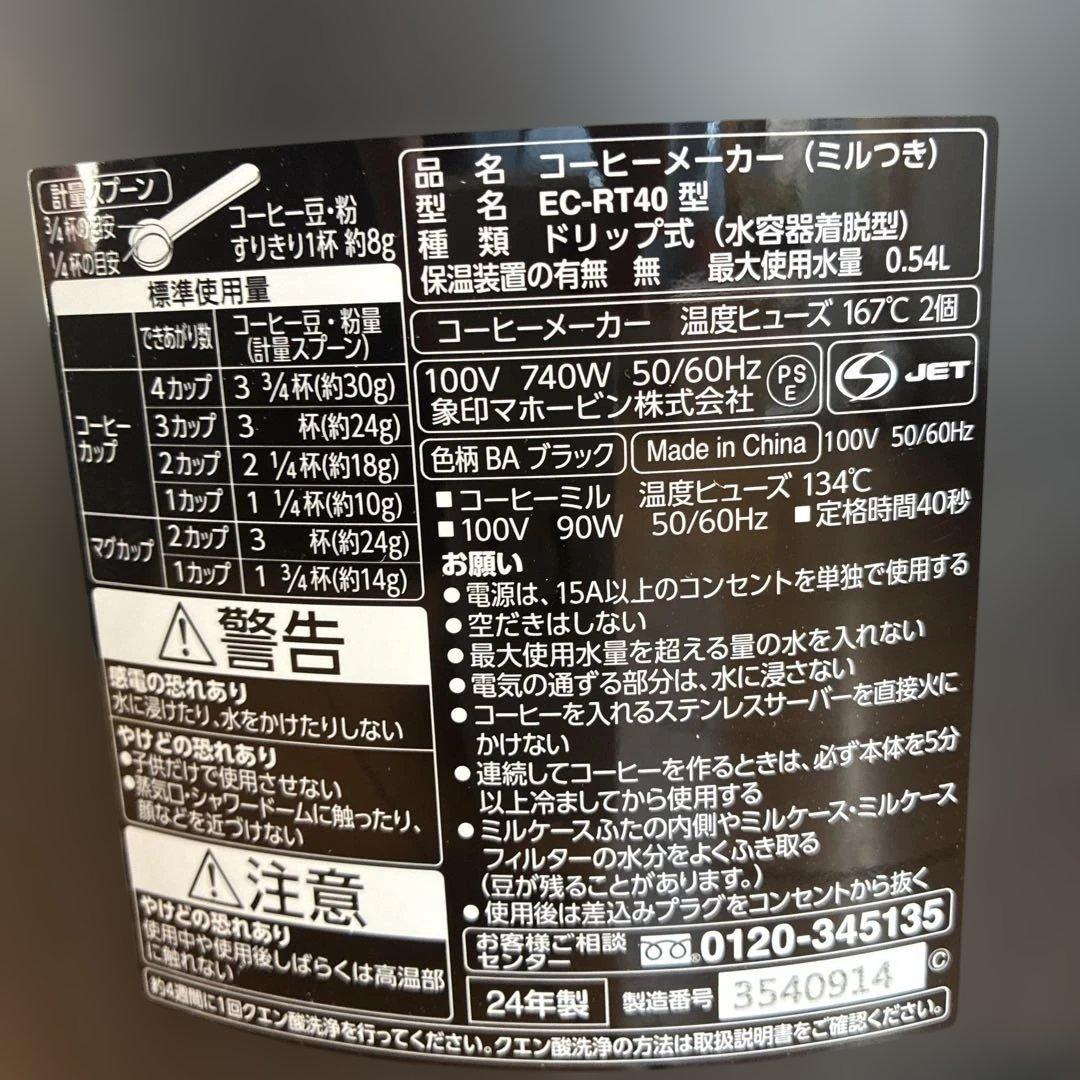 計量スプーン
3/4杯の目安
1/4杯の目安
コーヒー豆・粉
すりきり1杯 約8g
標準使用量
できあがり数
コーヒー豆・粉量
(計量スプーン)
コーヒーカップ
4カップ 3 3/4杯(約30g)
3カップ 3 杯(約24g)
2カップ 2 1/4杯(約18g)
1カップ 1 1/4杯(約10g)
マグカップ
2カップ 3 杯(約24g)
1カップ 1 3/4杯(約14g)
警告
感電の恐れあり
水に浸けたり、水をかけたりしない
やけどの恐れあり
●子供だけで使用させない
●蒸気口・シャワードームに触ったり、
顔などを近づけない
注意
やけどの恐れあり
使用中や使用後しばらくは高温部
に触れない
品名 コーヒーメーカー(ミルつき)
型名 EC-RT40 型
種類 ドリップ式(水容器着脱型)
保温装置の有無 無 最大使用水量 0.54L
コーヒーメーカー 温度ヒューズ 167℃ 2個
100V 740W 50/60Hz
象印マホービン株式会社
PS
E
JET
色柄 BA ブラック
Made in China
100V 50/60Hz
■コーヒーミル 温度ヒューズ 134℃
■100V 90W 50/60Hz ■定格時間40秒
お願い
●電源は、15A以上のコンセントを単独で使用する
●空だきはしない
●最大使用水量を超える量の水を入れない
●電気の通ずる部分は、水に浸さない
●コーヒーを入れるステンレスサーバーを直接火に
かけない
●連続してコーヒーを作るときは、必ず本体を5分
以上冷ましてから使用する
●ミルケースふたの内側やミルケース・ミルケース
フィルターの水分をよくふき取る
(豆が残ることがあります。)
●使用後は差込みプラグをコンセントから抜く
お客様ご相談
センター
0120-345135
24年製
製造番号 3540914
©
約4週間に1回クエン酸洗浄を行ってください。クエン酸洗浄の方法は取扱説明書をご確認ください。